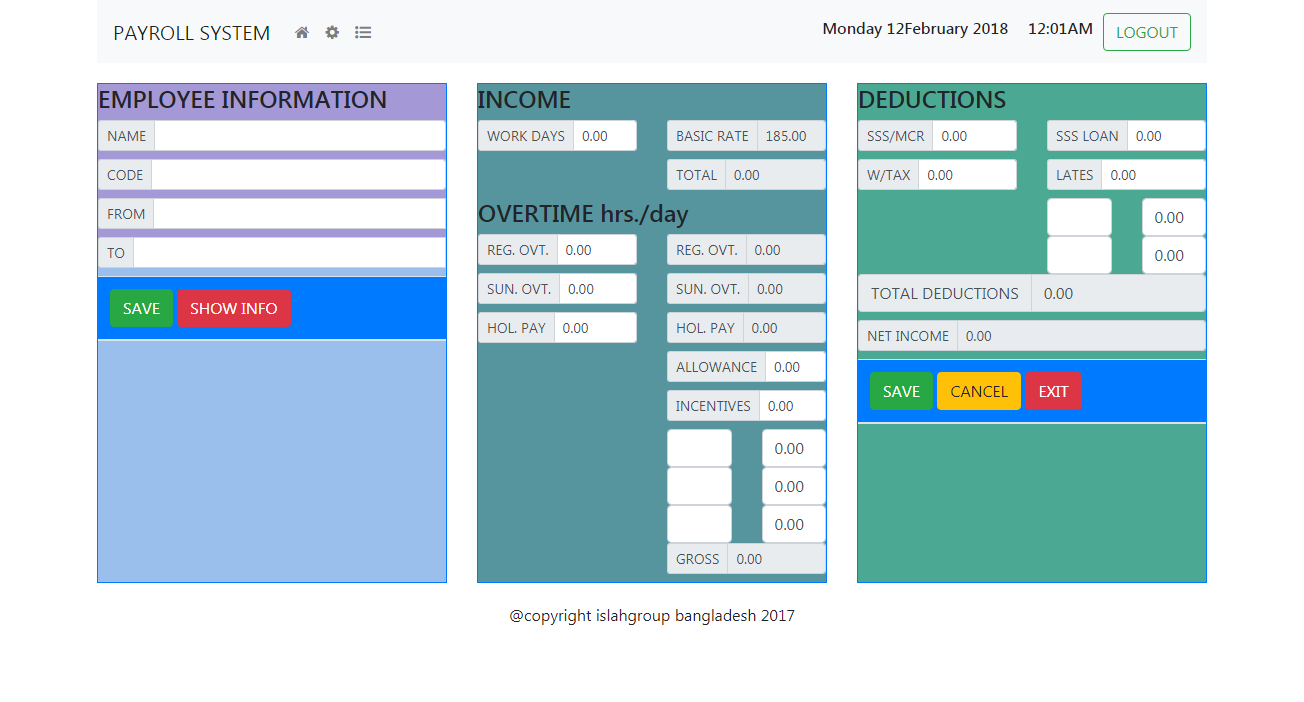 PAYROLL SYSTEM
Monday 12February 2018 12:01AM LOGOUT
EMPLOYEE INFORMATION
NAME
CODE
FROM
TO
SAVE SHOW INFO
INCOME
WORK DAYS 0.00 BASIC RATE 185.00
TOTAL 0.00
OVERTIME hrs./day
REG. OVT. 0.00 REG. OVT. 0.00
SUN. OVT. 0.00 SUN. OVT. 0.00
HOL. PAY 0.00 HOL. PAY 0.00
ALLOWANCE 0.00
INCENTIVES 0.00
0.00
0.00
0.00
GROSS 0.00
DEDUCTIONS
SSS/MCR 0.00 SSS LOAN 0.00
W/TAX 0.00 LATES 0.00
0.00
0.00
TOTAL DEDUCTIONS 0.00
NET INCOME 0.00
SAVE CANCEL EXIT
@copyright islahgroup bangladesh 2017